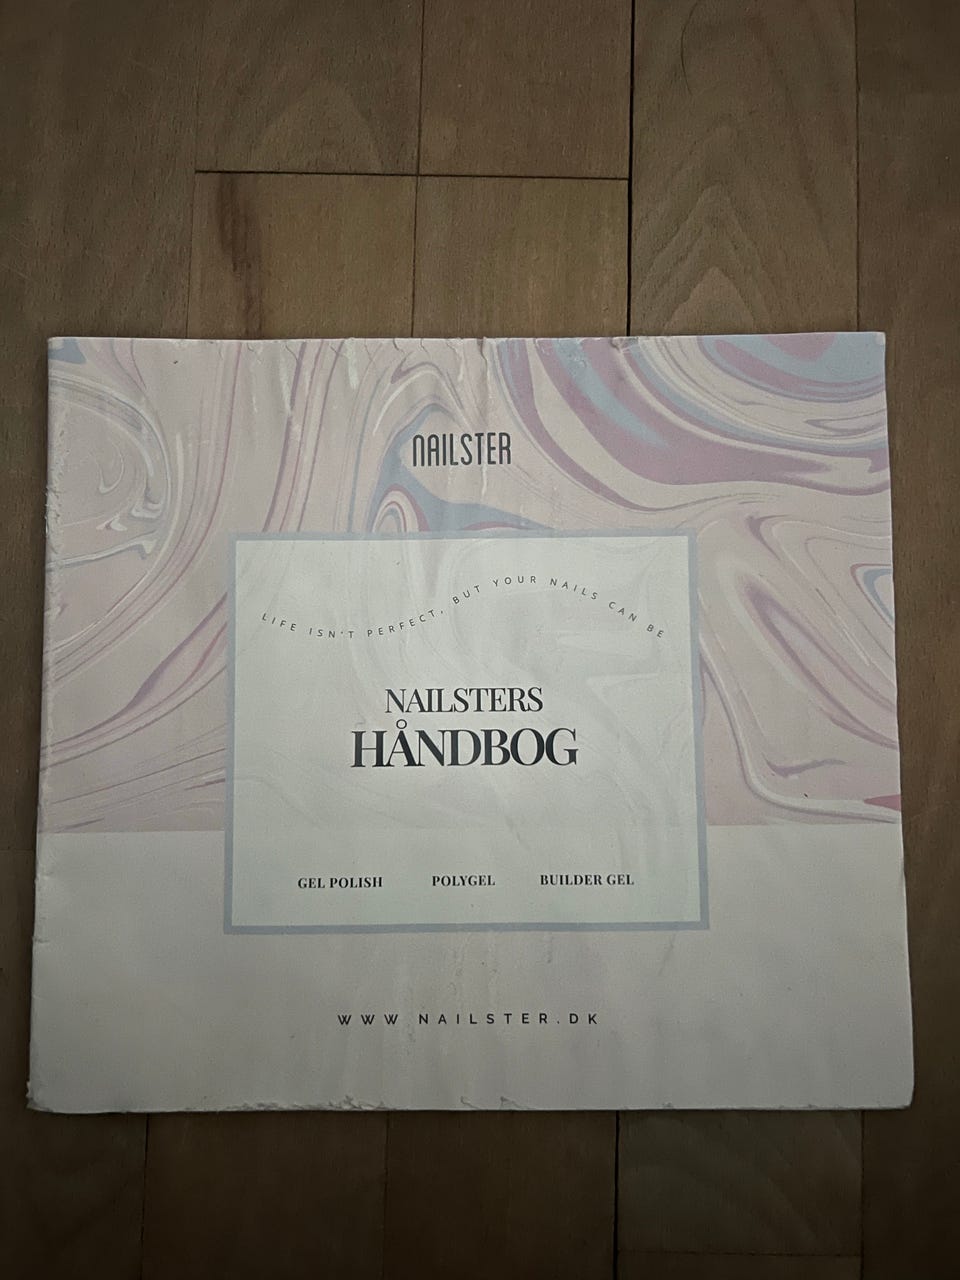 NAILSTER
LIFE ISN'T PERFECT, BUT YOUR NAILS CAN BE
NAILSTERS
HÅNDBOG
GEL POLISH POLYGEL BUILDER GEL
WWW.NAILSTER.DK